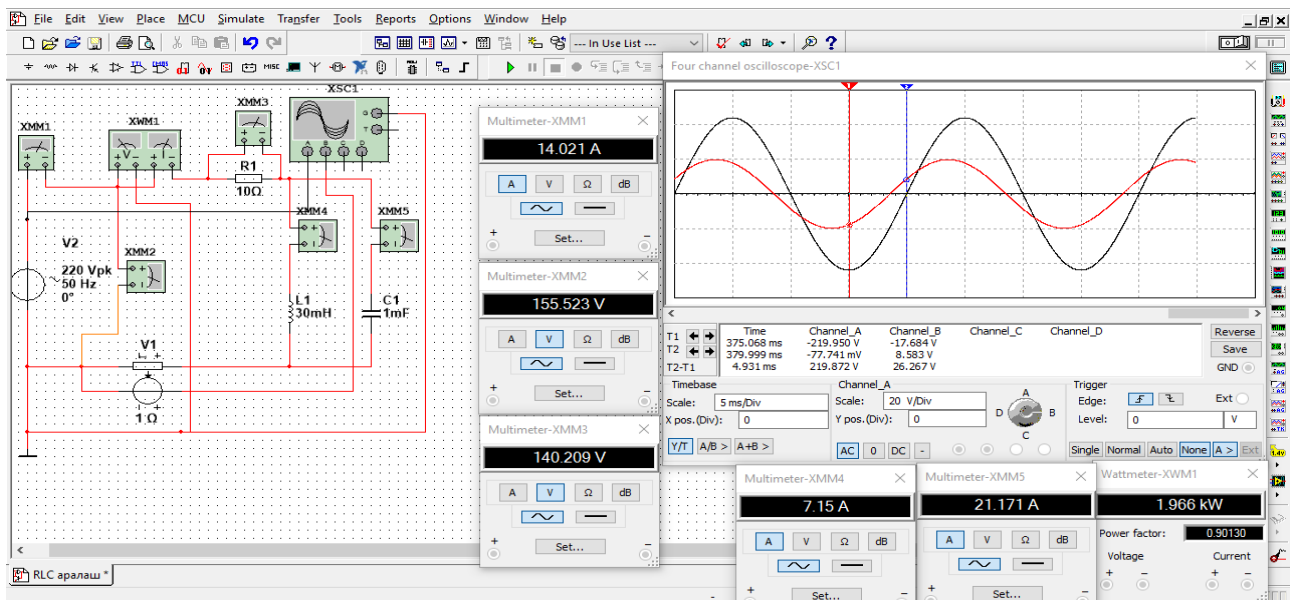 File Edit View Place MCU Simulate Transfer Tools Reports Options Window Help
--- In Use List ---
MISC
Four channel oscilloscope-XSC1
XSC1
XMM3
XMM1
XWM1
G
T
A B C D
V I
R1
10Ω
XMM4
XMM5
V2
XMM2
220 Vpk
50 Hz
0°
L1
30mH
C1
1mF
V1
1 Ω
Multimeter-XMM1
14.021 A
A V Ω dB
+ Set... −
Multimeter-XMM2
155.523 V
A V Ω dB
+ Set... −
Multimeter-XMM3
140.209 V
A V Ω dB
+ Set... −
1 2
Time Channel_A Channel_B Channel_C Channel_D
T1 375.068 ms -219.950 V -17.684 V
T2 379.999 ms -77.741 mV 8.583 V
T2-T1 4.931 ms 219.872 V 26.267 V
Reverse
Save
GND
Timebase
Scale: 5 ms/Div
X pos.(Div): 0
Y/T A/B > A+B >
Channel_A
Scale: 20 V/Div
Y pos.(Div): 0
AC 0 DC -
A
D B
C
Trigger
Edge: Ext
Level: 0 V
Single Normal Auto None A > Ext
Multimeter-XMM4
7.15 A
A V Ω dB
+ Set... −
Multimeter-XMM5
21.171 A
A V Ω dB
+ Set... −
Wattmeter-XWM1
1.966 kW
Power factor: 0.90130
Voltage Current
+ − + −
RLC аралаш *